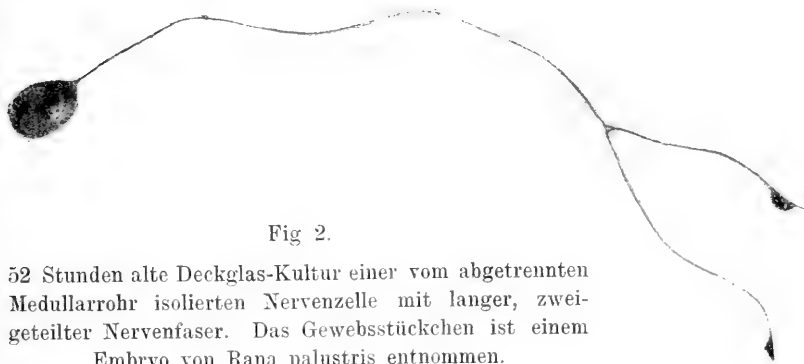 Fig 2.
52 Stunden alte Deckglas-Kultur einer vom abgetrennten
Medullarrohr isolierten Nervenzelle mit langer, zwei-
geteilter Nervenfaser. Das Gewebsstückchen ist einem
Embryo von Rana palustris entnommen.